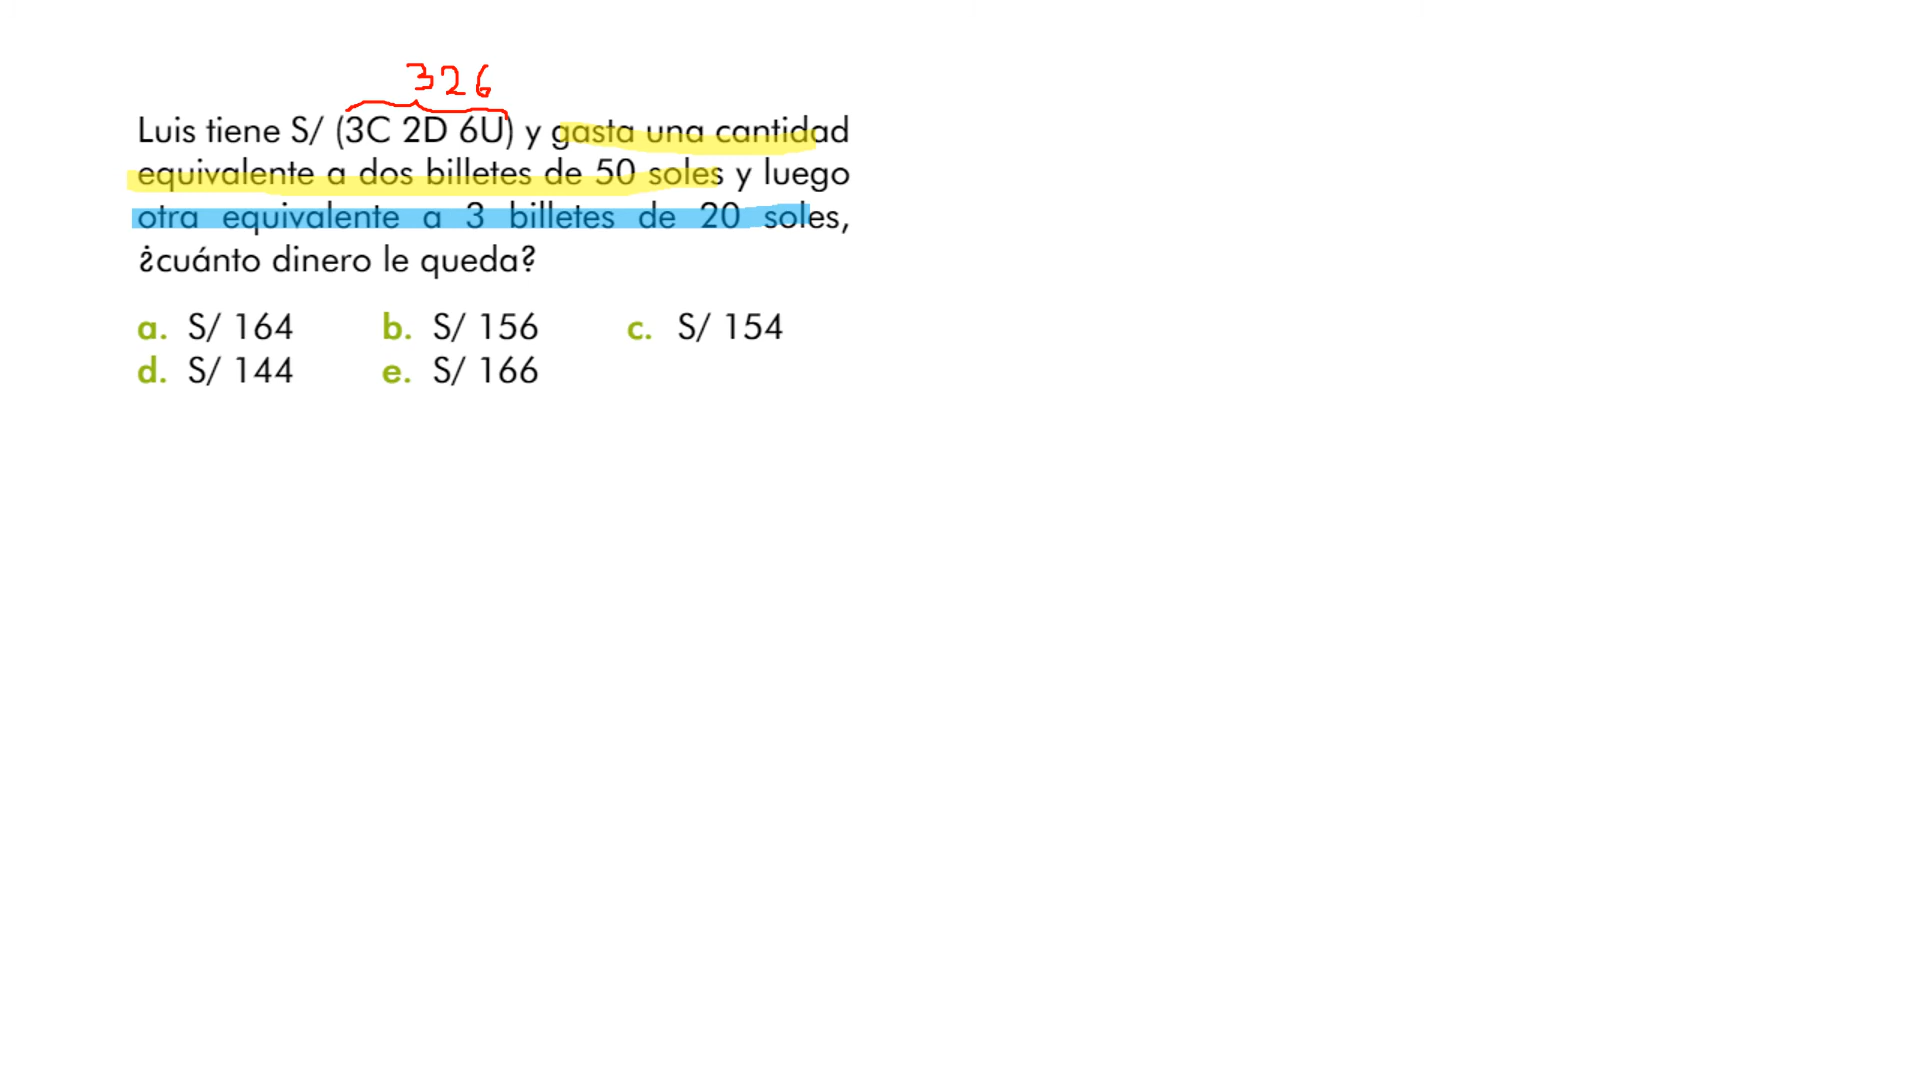 326
Luis tiene S/ (3C 2D 6U) y gasta una cantidad
equivalente a dos billetes de 50 soles y luego
otra equivalente a 3 billetes de 20 soles,
¿cuánto dinero le queda?
a. S/ 164 b. S/ 156 c. S/ 154
d. S/ 144 e. S/ 166